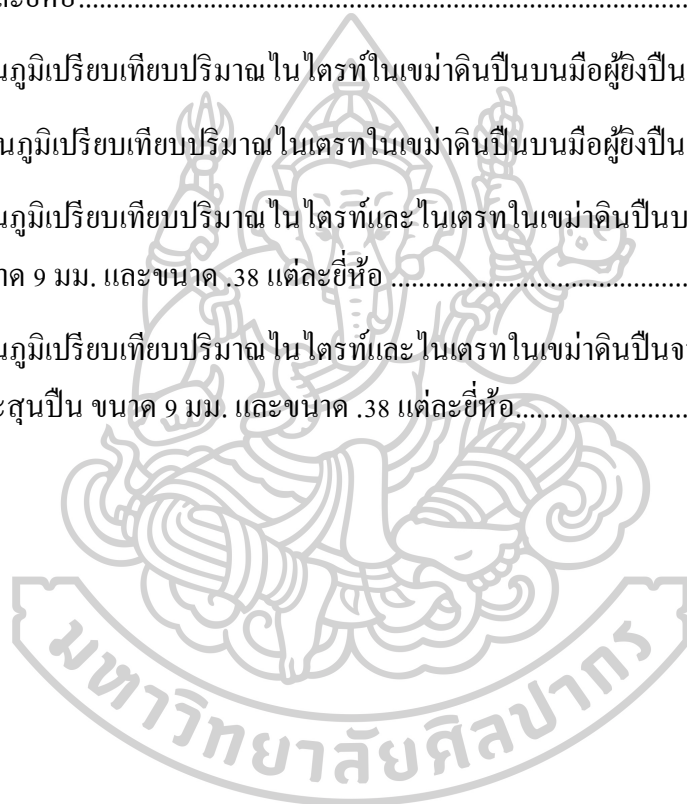 ละยี่ห้อ................................................................................
นภูมิเปรียบเทียบปริมาณไนไตรท์ในเขม่าดินปืนบนมือผู้ยิงปืน
นภูมิเปรียบเทียบปริมาณไนเตรทในเขม่าดินปืนบนมือผู้ยิงปืน
นภูมิเปรียบเทียบปริมาณไนไตรท์และไนเตรทในเขม่าดินปืนบ
าด 9 มม. และขนาด .38 แต่ละยี่ห้อ ..........................................
นภูมิเปรียบเทียบปริมาณไนไตรท์และไนเตรทในเขม่าดินปืนจ
ะสุนปืน ขนาด 9 มม. และขนาด .38 แต่ละยี่ห้อ........................
มหาวิทยาลัยศิลปากร